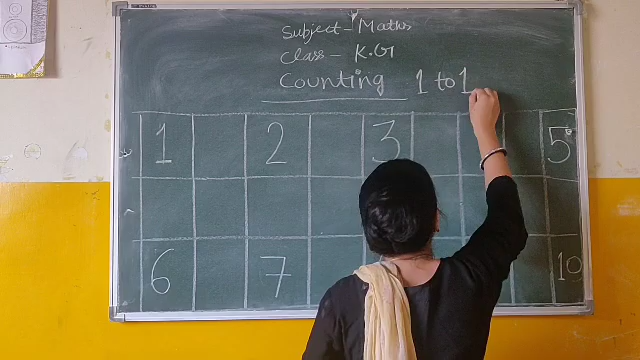 Subject - Maths
Class - K.G
Counting 1 to 1
1 2 3 5
6 7 10